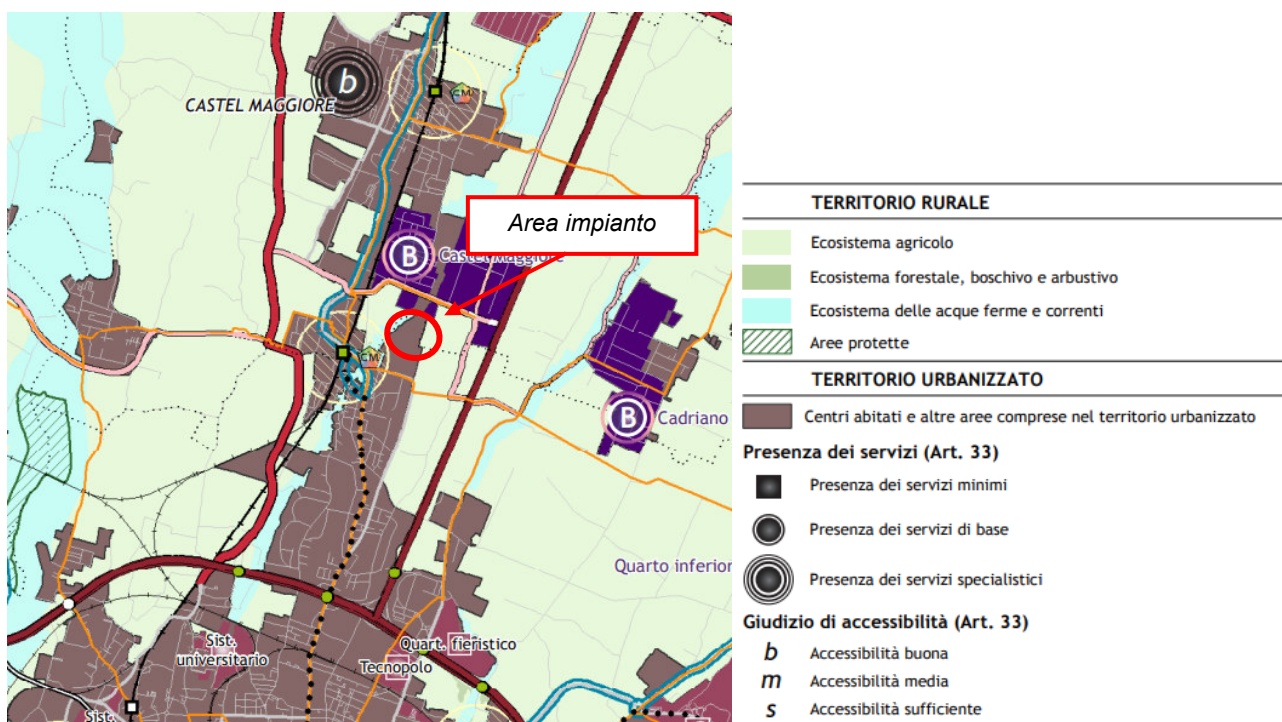 b
CASTEL MAGGIORE
CM
Area impianto
B
Castel Maggiore
CM
B
Cadriano
Quarto inferior
Sist.
universitario
Quart. fieristico
Tecnopolo
Sist.
TERRITORIO RURALE
Ecosistema agricolo
Ecosistema forestale, boschivo e arbustivo
Ecosistema delle acque ferme e correnti
Aree protette
TERRITORIO URBANIZZATO
Centri abitati e altre aree comprese nel territorio urbanizzato
Presenza dei servizi (Art. 33)
Presenza dei servizi minimi
Presenza dei servizi di base
Presenza dei servizi specialistici
Giudizio di accessibilità (Art. 33)
b Accessibilità buona
m Accessibilità media
s Accessibilità sufficiente